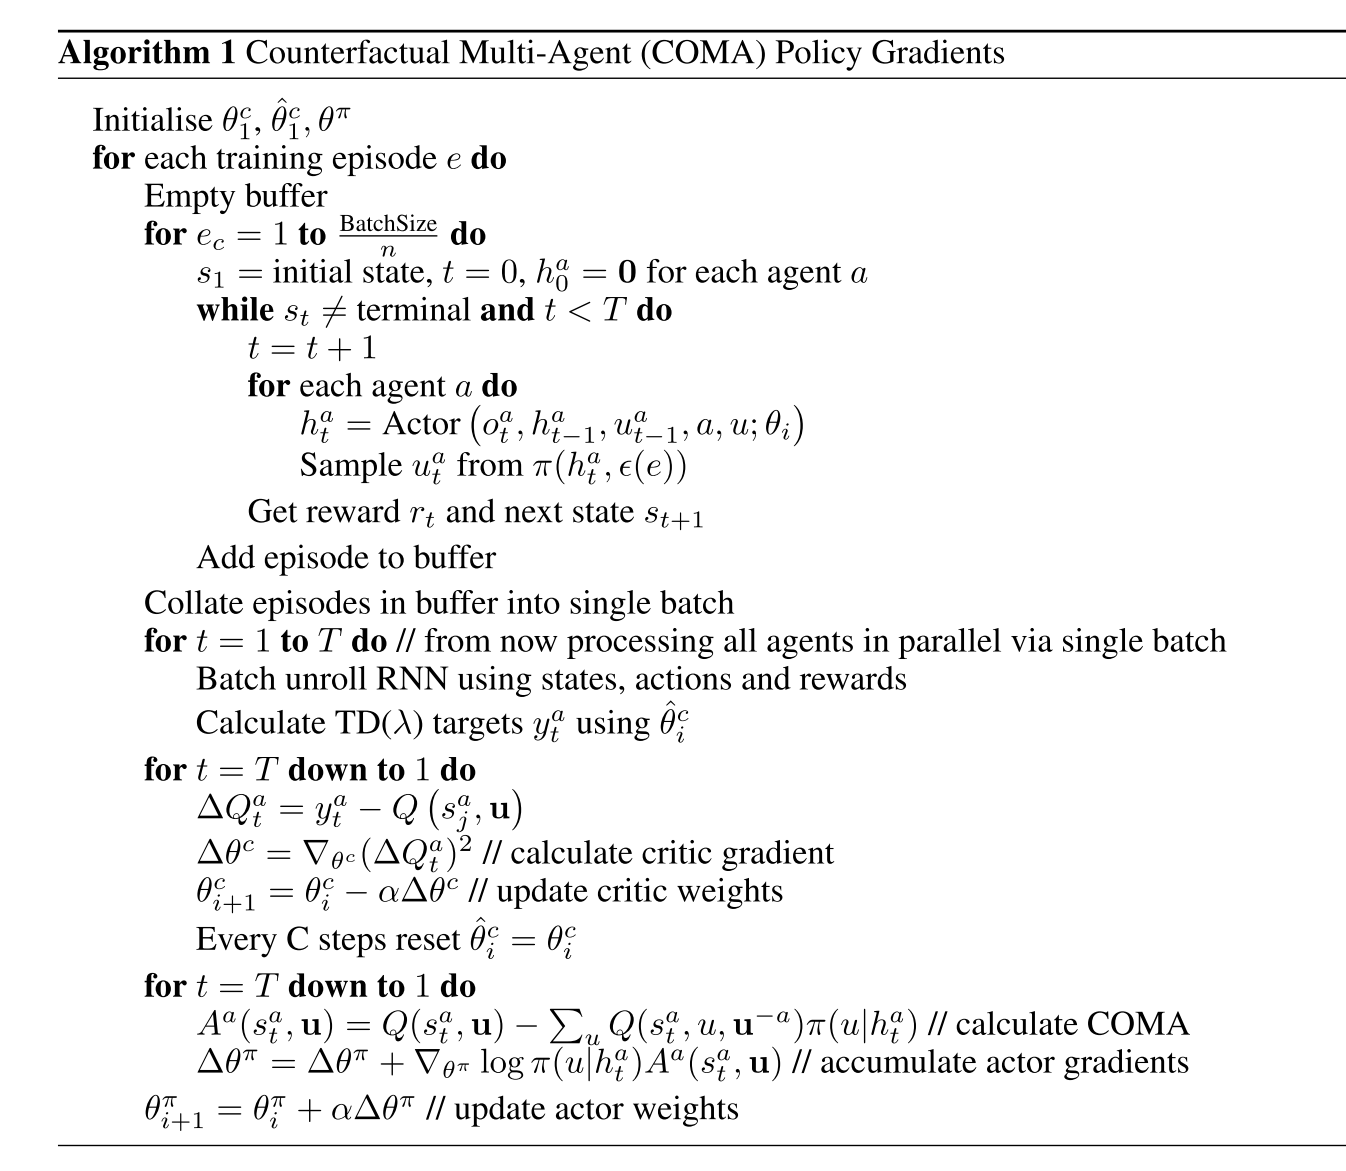 Algorithm 1 Counterfactual Multi-Agent (COMA) Policy Gradients
Initialise $\theta_1^c, \hat{\theta}_1^c, \theta^\pi$
for each training episode $e$ do
Empty buffer
for $e_c = 1$ to $\frac{\text{BatchSize}}{n}$ do
$s_1 =$ initial state, $t = 0$, $h_0^a = \mathbf{0}$ for each agent $a$
while $s_t \neq$ terminal and $t < T$ do
$t = t + 1$
for each agent $a$ do
$h_t^a = \text{Actor}\left(o_t^a, h_{t-1}^a, u_{t-1}^a, a, u; \theta_i\right)$
Sample $u_t^a$ from $\pi(h_t^a, \epsilon(e))$
Get reward $r_t$ and next state $s_{t+1}$
Add episode to buffer
Collate episodes in buffer into single batch
for $t = 1$ to $T$ do // from now processing all agents in parallel via single batch
Batch unroll RNN using states, actions and rewards
Calculate TD($\lambda$) targets $y_t^a$ using $\hat{\theta}_i^c$
for $t = T$ down to $1$ do
$\Delta Q_t^a = y_t^a - Q\left(s_j^a, \mathbf{u}\right)$
$\Delta\theta^c = \nabla_{\theta^c}(\Delta Q_t^a)^2$ // calculate critic gradient
$\theta_{i+1}^c = \theta_i^c - \alpha\Delta\theta^c$ // update critic weights
Every C steps reset $\hat{\theta}_i^c = \theta_i^c$
for $t = T$ down to $1$ do
$A^a(s_t^a, \mathbf{u}) = Q(s_t^a, \mathbf{u}) - \sum_u Q(s_t^a, u, \mathbf{u}^{-a})\pi(u|h_t^a)$ // calculate COMA
$\Delta\theta^\pi = \Delta\theta^\pi + \nabla_{\theta^\pi} \log \pi(u|h_t^a) A^a(s_t^a, \mathbf{u})$ // accumulate actor gradients
$\theta_{i+1}^\pi = \theta_i^\pi + \alpha\Delta\theta^\pi$ // update actor weights